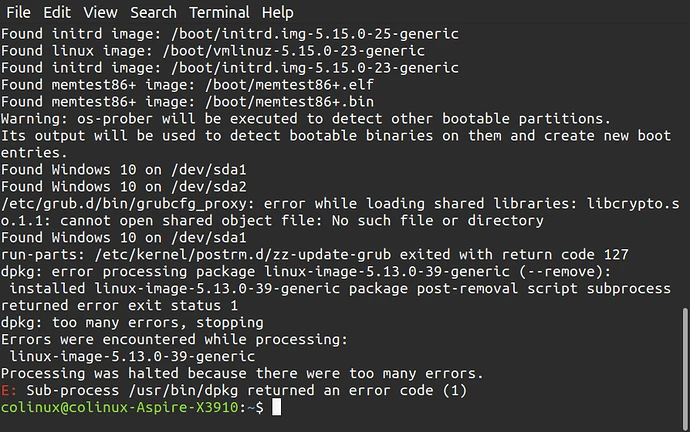 File Edit View Search Terminal Help
Found initrd image: /boot/initrd.img-5.15.0-25-generic
Found linux image: /boot/vmlinuz-5.15.0-23-generic
Found initrd image: /boot/initrd.img-5.15.0-23-generic
Found memtest86+ image: /boot/memtest86+.elf
Found memtest86+ image: /boot/memtest86+.bin
Warning: os-prober will be executed to detect other bootable partitions.
Its output will be used to detect bootable binaries on them and create new boot
entries.
Found Windows 10 on /dev/sda1
Found Windows 10 on /dev/sda2
/etc/grub.d/bin/grubcfg_proxy: error while loading shared libraries: libcrypto.s
o.1.1: cannot open shared object file: No such file or directory
Found Windows 10 on /dev/sda1
run-parts: /etc/kernel/postrm.d/zz-update-grub exited with return code 127
dpkg: error processing package linux-image-5.13.0-39-generic (--remove):
 installed linux-image-5.13.0-39-generic package post-removal script subprocess
returned error exit status 1
dpkg: too many errors, stopping
Errors were encountered while processing:
 linux-image-5.13.0-39-generic
Processing was halted because there were too many errors.
E: Sub-process /usr/bin/dpkg returned an error code (1)
colinux@colinux-Aspire-X3910:~$